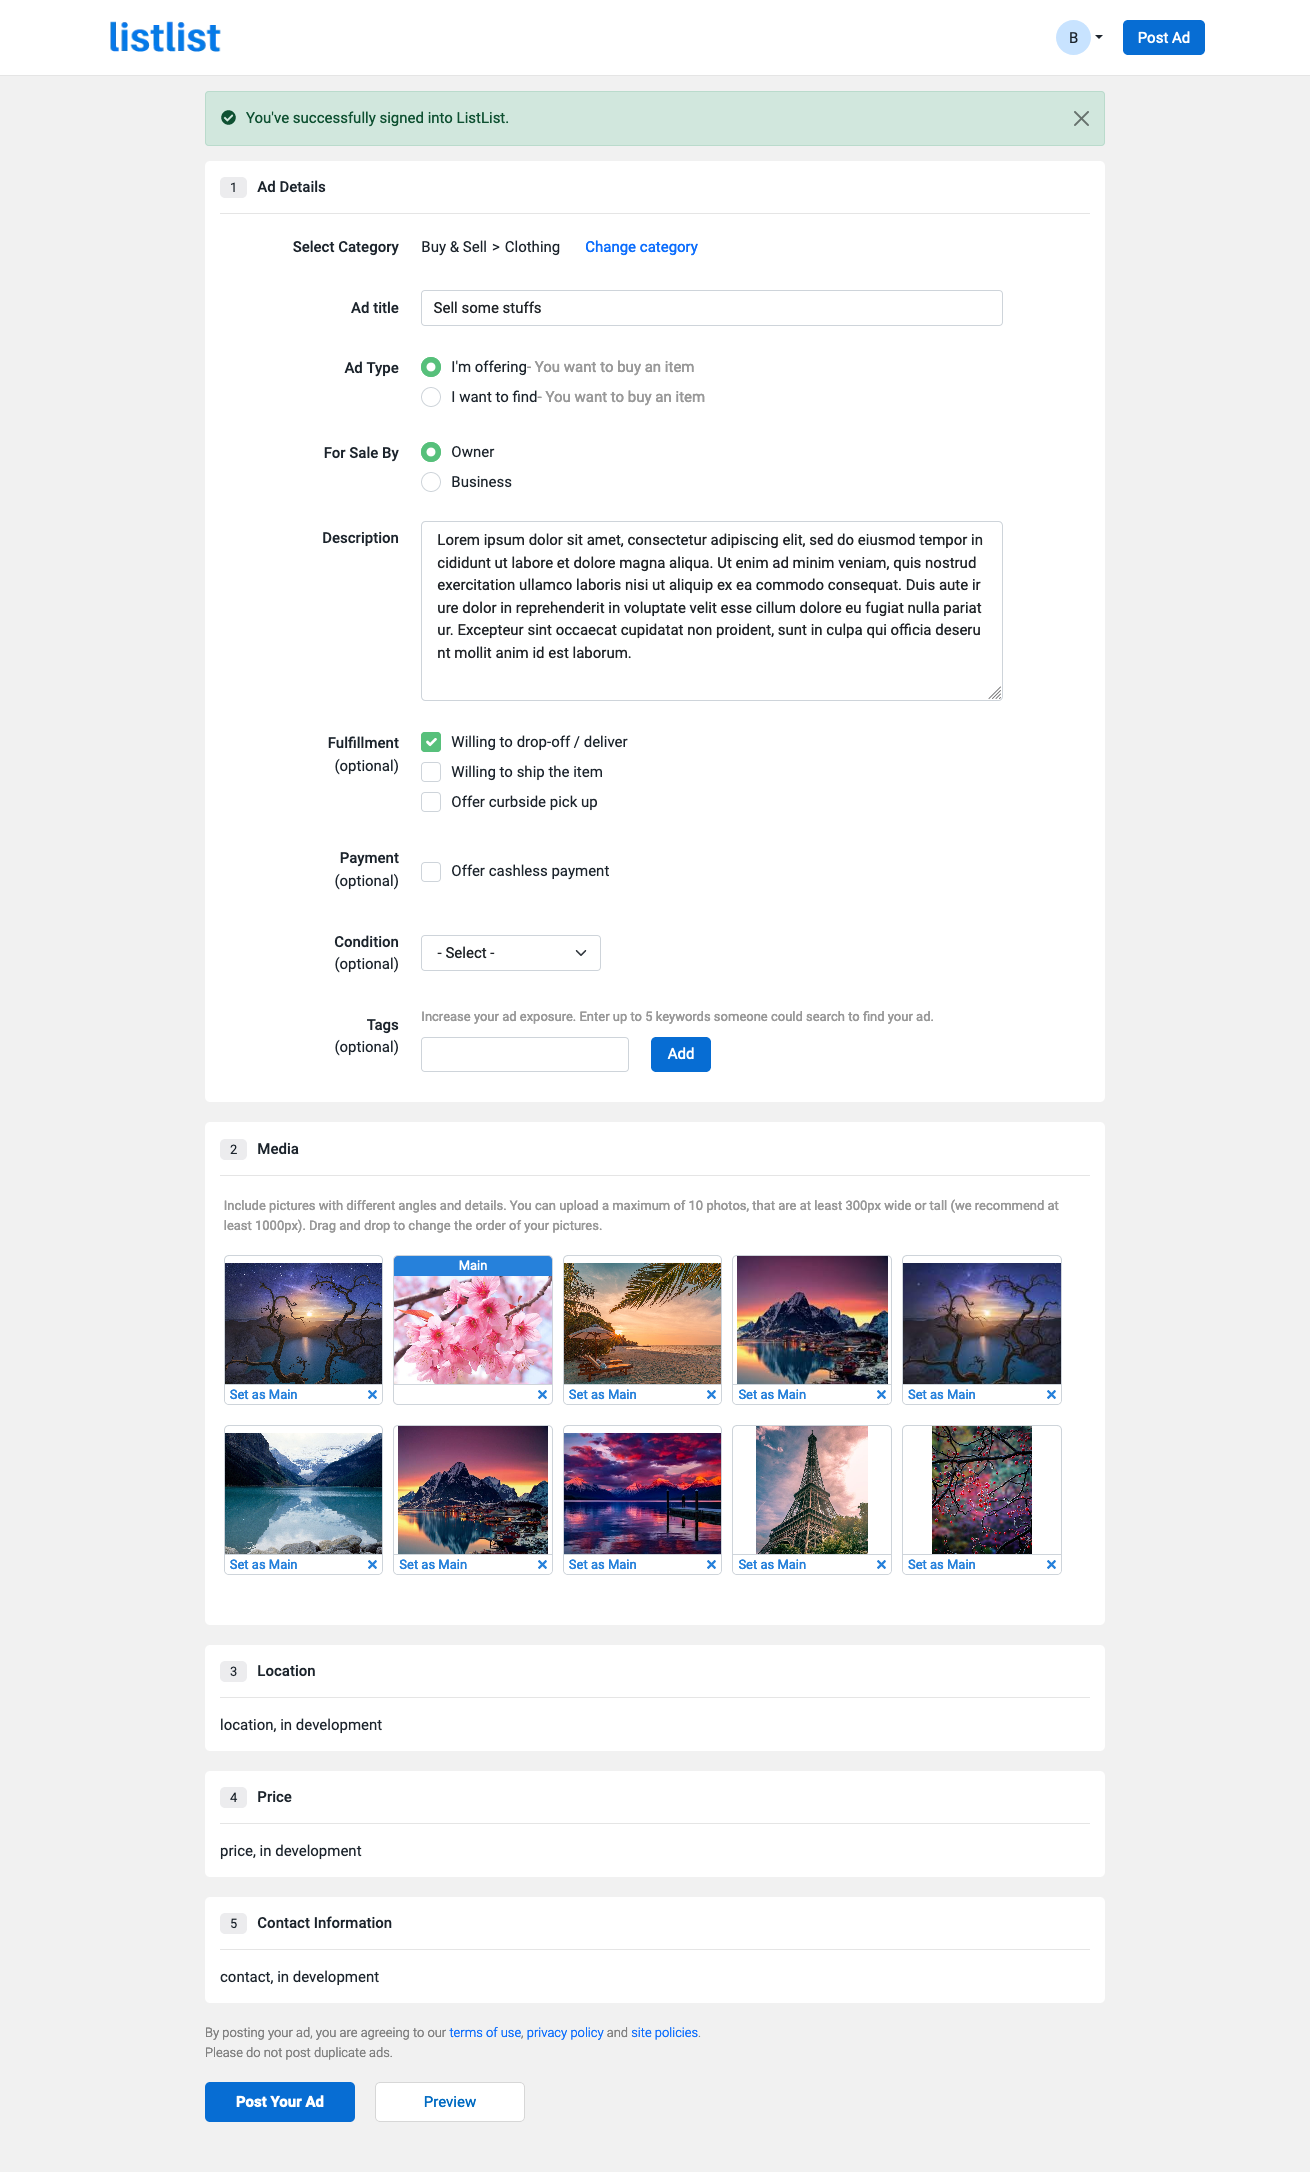 listlist
B
Post Ad
You've successfully signed into ListList.
1 Ad Details
Select Category Buy & Sell > Clothing Change category
Ad title Sell some stuffs
Ad Type I'm offering- You want to buy an item
I want to find- You want to buy an item
For Sale By Owner
Business
Description Lorem ipsum dolor sit amet, consectetur adipiscing elit, sed do eiusmod tempor in
cididunt ut labore et dolore magna aliqua. Ut enim ad minim veniam, quis nostrud
exercitation ullamco laboris nisi ut aliquip ex ea commodo consequat. Duis aute ir
ure dolor in reprehenderit in voluptate velit esse cillum dolore eu fugiat nulla pariat
ur. Excepteur sint occaecat cupidatat non proident, sunt in culpa qui officia deseru
nt mollit anim id est laborum.
Fulfillment Willing to drop-off / deliver
(optional)
Willing to ship the item
Offer curbside pick up
Payment
(optional) Offer cashless payment
Condition
(optional) - Select -
Tags Increase your ad exposure. Enter up to 5 keywords someone could search to find your ad.
(optional) Add
2 Media
Include pictures with different angles and details. You can upload a maximum of 10 photos, that are at least 300px wide or tall (we recommend at
least 1000px). Drag and drop to change the order of your pictures.
Main
Set as Main Set as Main Set as Main Set as Main
Set as Main Set as Main Set as Main Set as Main Set as Main
3 Location
location, in development
4 Price
price, in development
5 Contact Information
contact, in development
By posting your ad, you are agreeing to our terms of use, privacy policy and site policies.
Please do not post duplicate ads.
Post Your Ad Preview